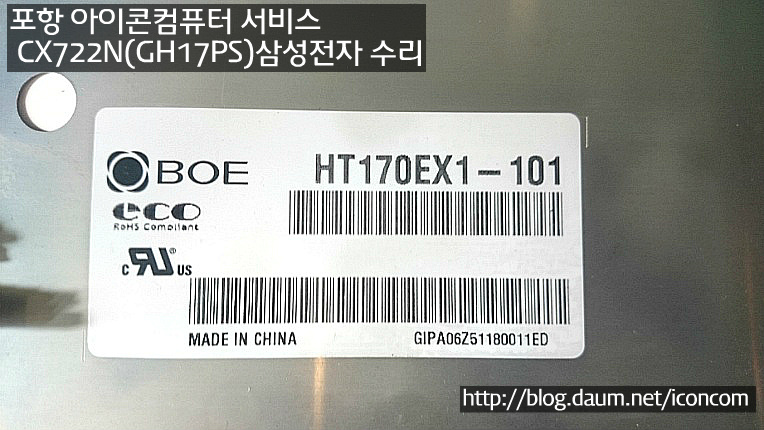 포항 아이콘컴퓨터 서비스
CX722N(GH17PS)삼성전자 수리
BOE
HT170EX1-101
eco
RoHS Compliant
C RU® US
MADE IN CHINA
GIPA06Z51180011ED
http://blog.daum.net/iconcom